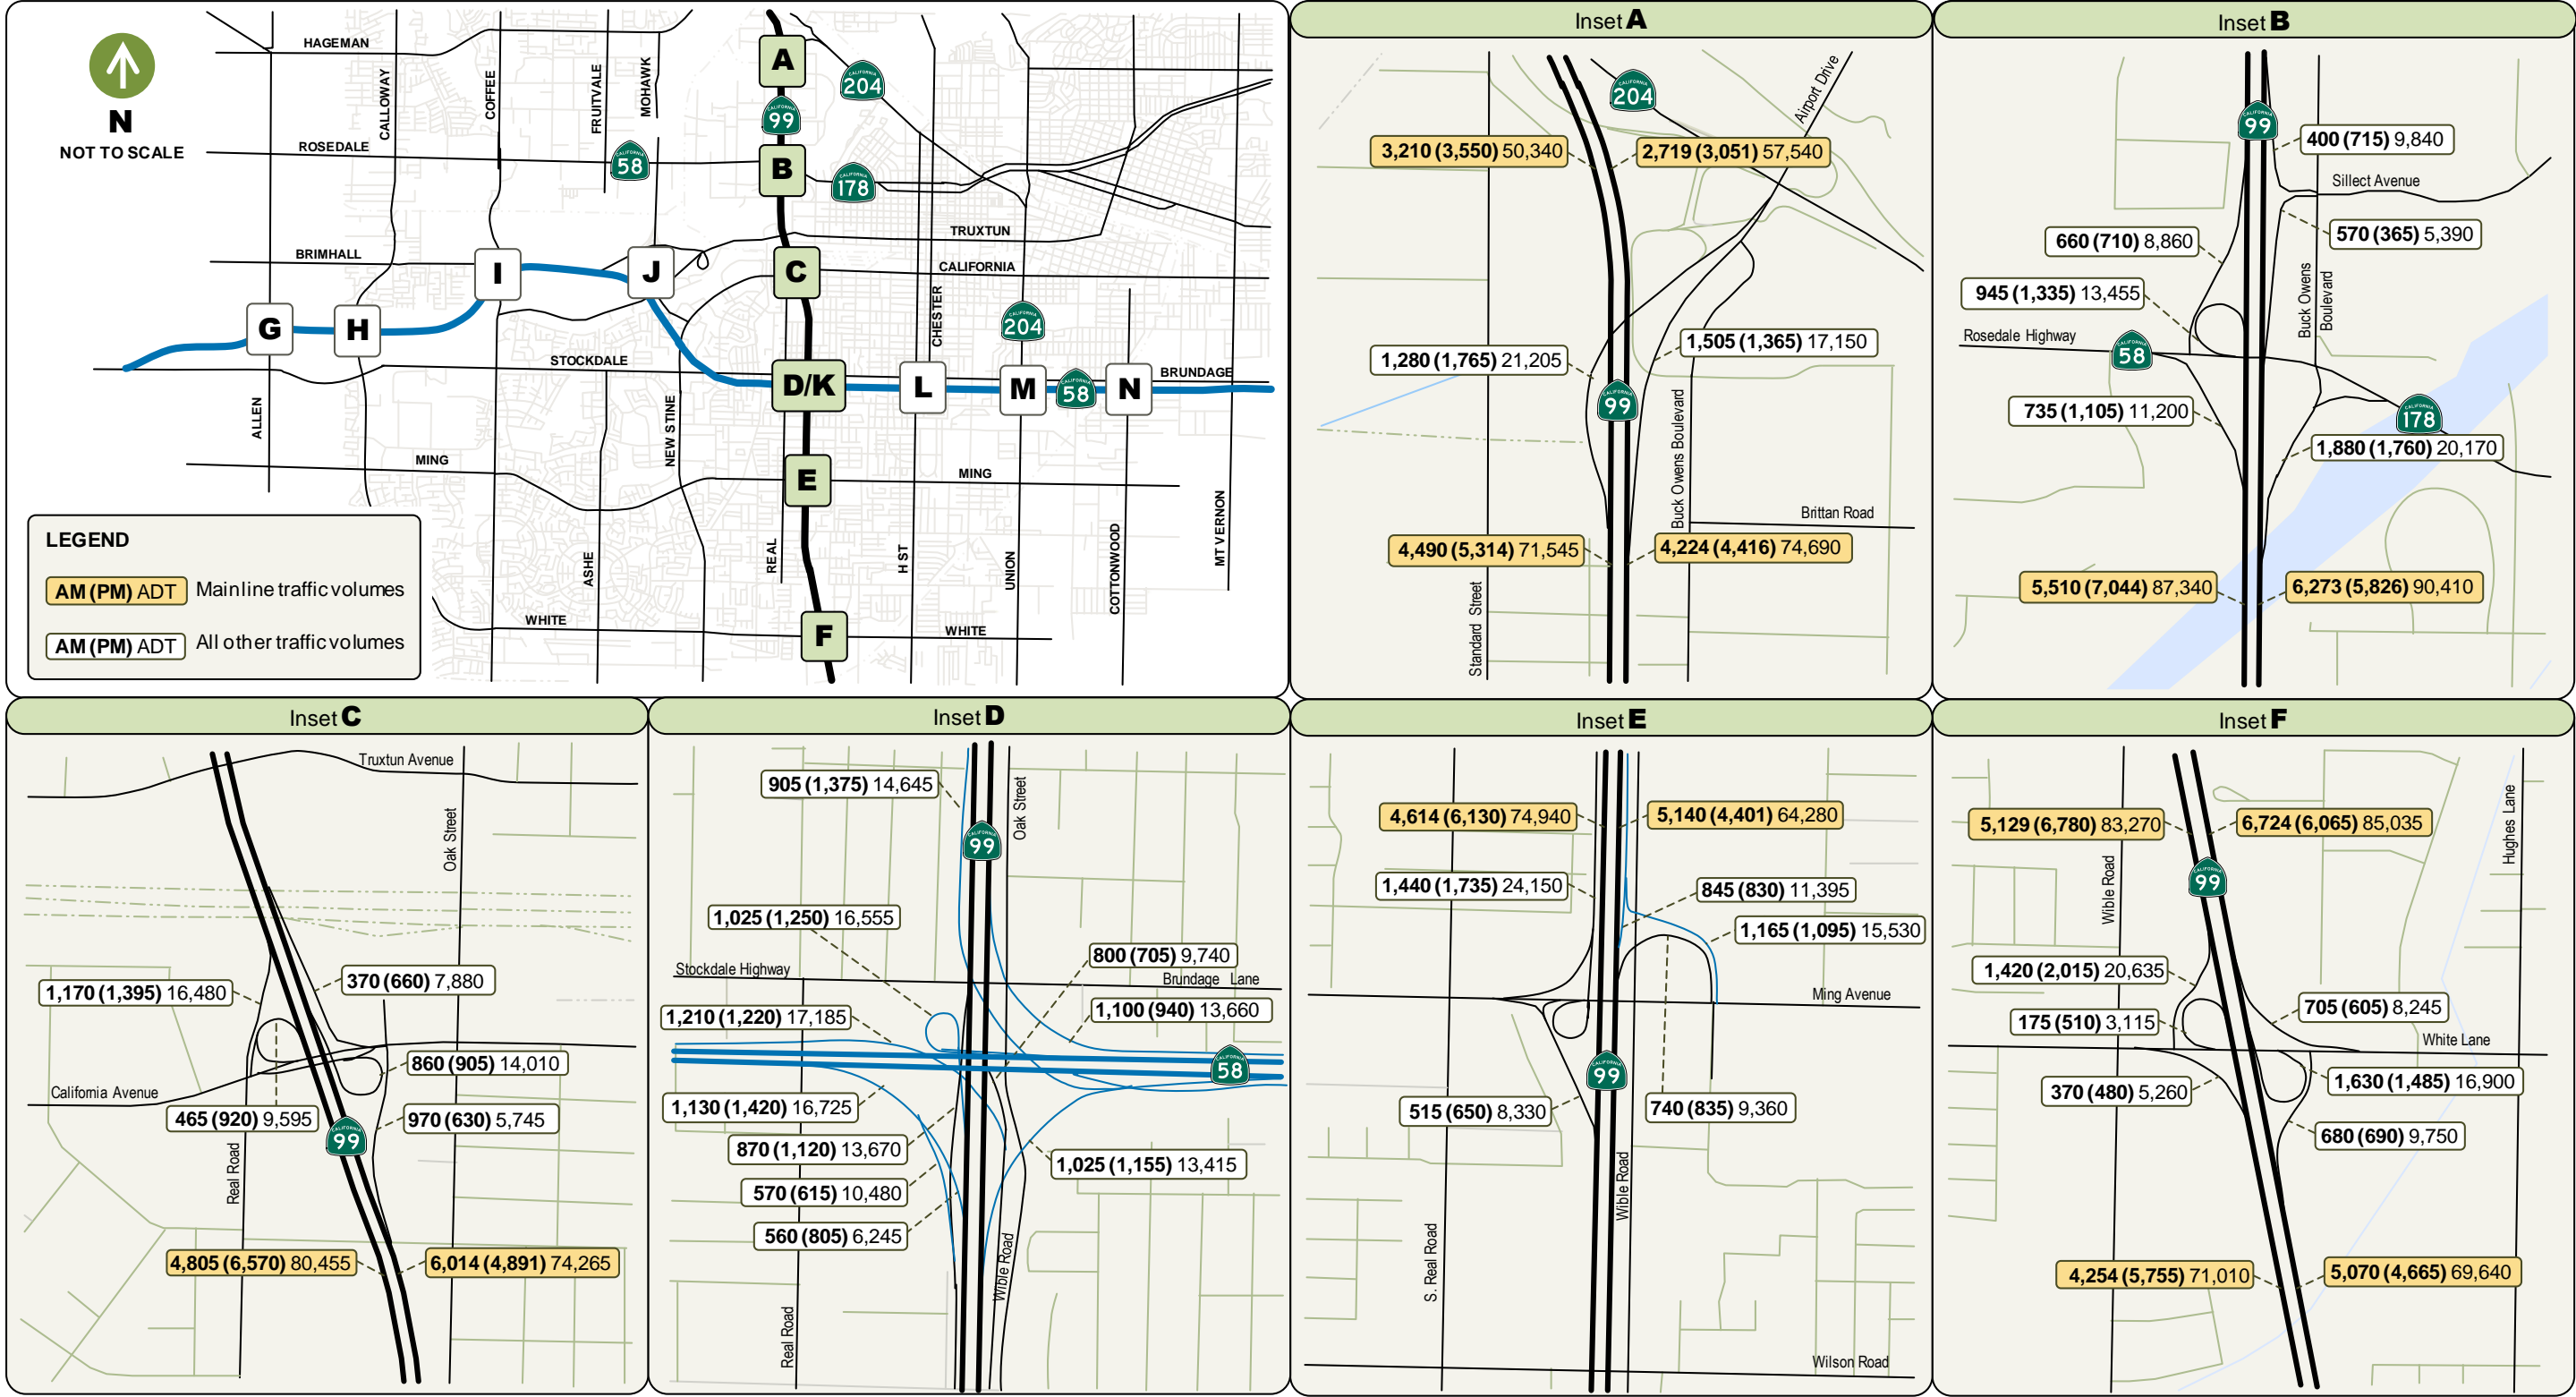 N
NOT TO SCALE
HAGEMAN
CALLOWAY
COFFEE
FRUITVALE
MOHAWK
A
CALIFORNIA
204
CALIFORNIA
99
ROSEDALE
CALIFORNIA
58
B
CALIFORNIA
178
TRUXTUN
BRIMHALL
I
J
C
CALIFORNIA
G
H
CHESTER
CALIFORNIA
204
STOCKDALE
D/K
L
M
CALIFORNIA
58
N
BRUNDAGE
ALLEN
NEW STINE
MING
E
MING
ASHE
REAL
H ST
UNION
COTTONWOOD
MT VERNON
WHITE
F
WHITE
LEGEND
AM (PM) ADT Mainline traffic volumes
AM (PM) ADT All other traffic volumes
Inset A
CALIFORNIA
204
Airport Drive
3,210 (3,550) 50,340
2,719 (3,051) 57,540
1,505 (1,365) 17,150
1,280 (1,765) 21,205
CALIFORNIA
99
Buck Owens Boulevard
Brittan Road
4,490 (5,314) 71,545
4,224 (4,416) 74,690
Standard Street
Inset B
CALIFORNIA
99
400 (715) 9,840
Sillect Avenue
570 (365) 5,390
660 (710) 8,860
945 (1,335) 13,455
Buck Owens
Boulevard
Rosedale Highway
CALIFORNIA
58
735 (1,105) 11,200
CALIFORNIA
178
1,880 (1,760) 20,170
5,510 (7,044) 87,340
6,273 (5,826) 90,410
Inset C
Truxtun Avenue
Oak Street
370 (660) 7,880
1,170 (1,395) 16,480
860 (905) 14,010
California Avenue
465 (920) 9,595
970 (630) 5,745
CALIFORNIA
99
Real Road
4,805 (6,570) 80,455
6,014 (4,891) 74,265
Inset D
905 (1,375) 14,645
Oak Street
CALIFORNIA
99
1,025 (1,250) 16,555
800 (705) 9,740
Stockdale Highway
Brundage Lane
1,210 (1,220) 17,185
1,100 (940) 13,660
CALIFORNIA
58
1,130 (1,420) 16,725
870 (1,120) 13,670
1,025 (1,155) 13,415
570 (615) 10,480
560 (805) 6,245
Wible Road
Real Road
Inset E
4,614 (6,130) 74,940
5,140 (4,401) 64,280
1,440 (1,735) 24,150
845 (830) 11,395
1,165 (1,095) 15,530
Ming Avenue
CALIFORNIA
99
515 (650) 8,330
740 (835) 9,360
Wible Road
S. Real Road
Wilson Road
Inset F
5,129 (6,780) 83,270
6,724 (6,065) 85,035
Hughes Lane
Wible Road
CALIFORNIA
99
1,420 (2,015) 20,635
705 (605) 8,245
175 (510) 3,115
White Lane
370 (480) 5,260
1,630 (1,485) 16,900
680 (690) 9,750
4,254 (5,755) 71,010
5,070 (4,665) 69,640